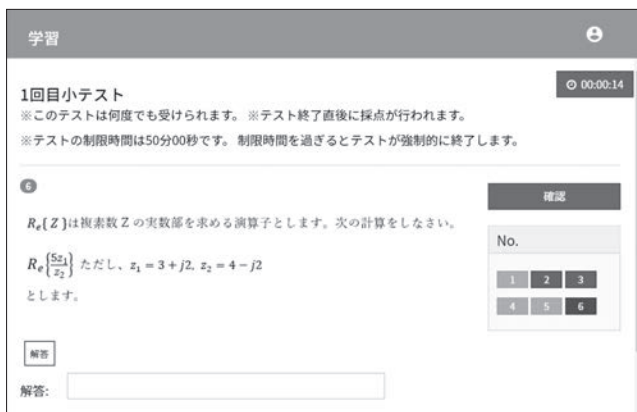 学習
00:00:14
1回目小テスト
※このテストは何度でも受けられます。 ※テスト終了直後に採点が行われます。
※テストの制限時間は50分00秒です。 制限時間を過ぎるとテストが強制的に終了します。
6
確認
R_e{Z}は複素数Zの実数部を求める演算子とします。次の計算をしなさい。
R_e{5z_1/z_2} ただし、z_1 = 3 + j2, z_2 = 4 − j2
とします。
No.
1 2 3
4 5 6
解答
解答: